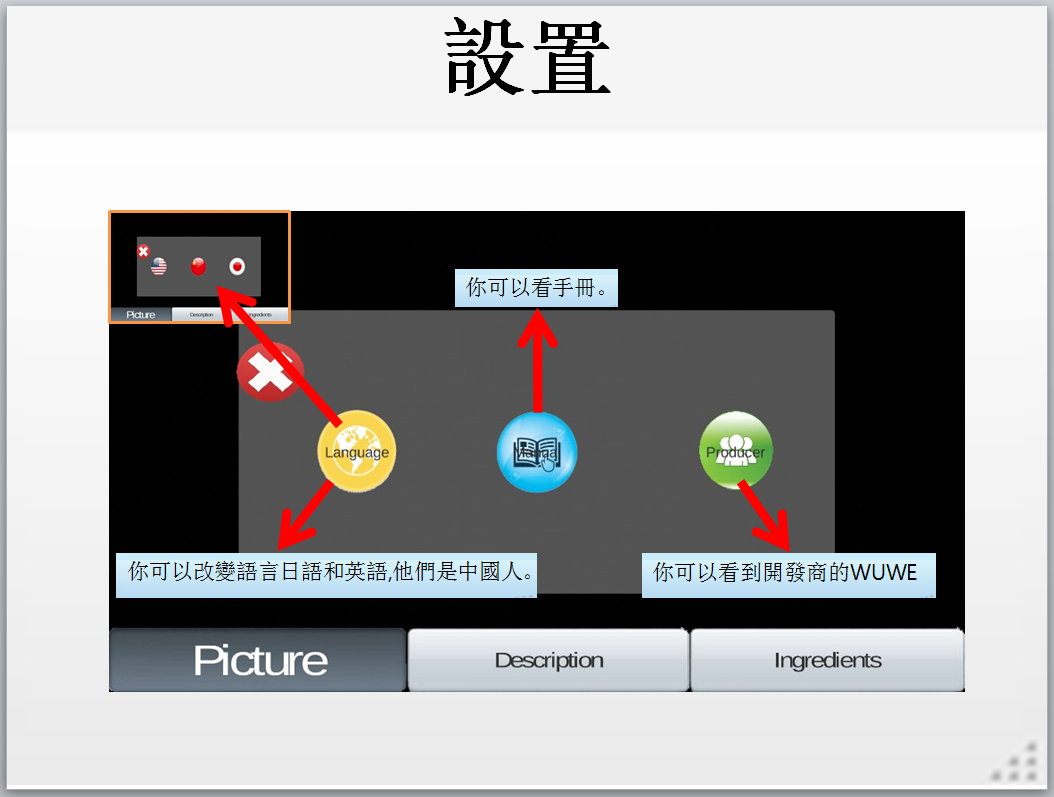 設置
Picture
Description
Ingredients
你可以看手冊。
Language
Producer
你可以改變語言日語和英語,他們是中國人。
你可以看到開發商的WUWE
Picture
Description
Ingredients